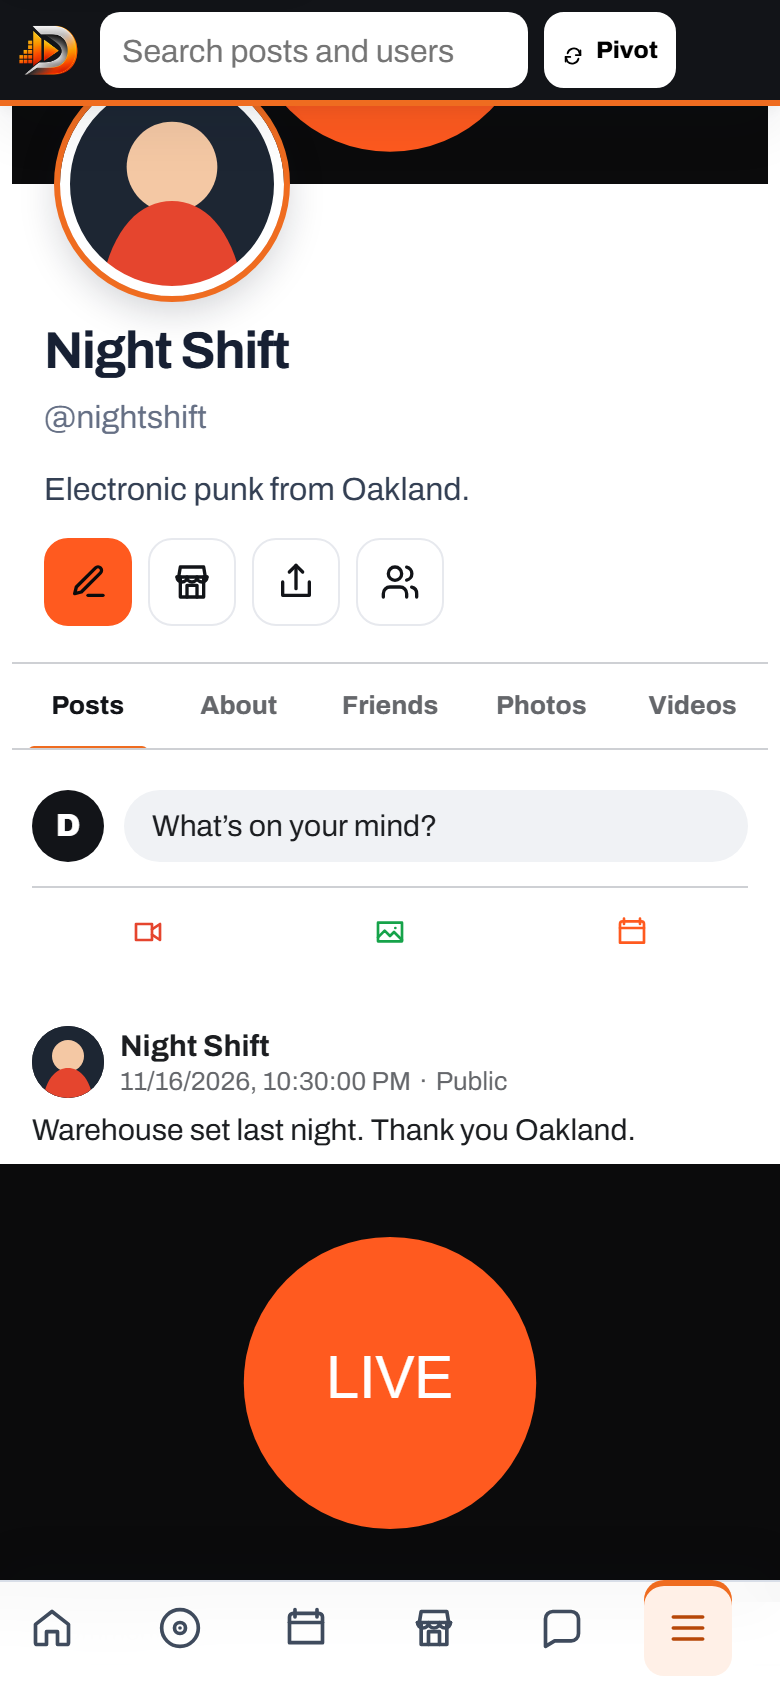 Search posts and users
Pivot
Night Shift
@nightshift
Electronic punk from Oakland.
Posts About Friends Photos Videos
D What’s on your mind?
Night Shift
11/16/2026, 10:30:00 PM · Public
Warehouse set last night. Thank you Oakland.
LIVE